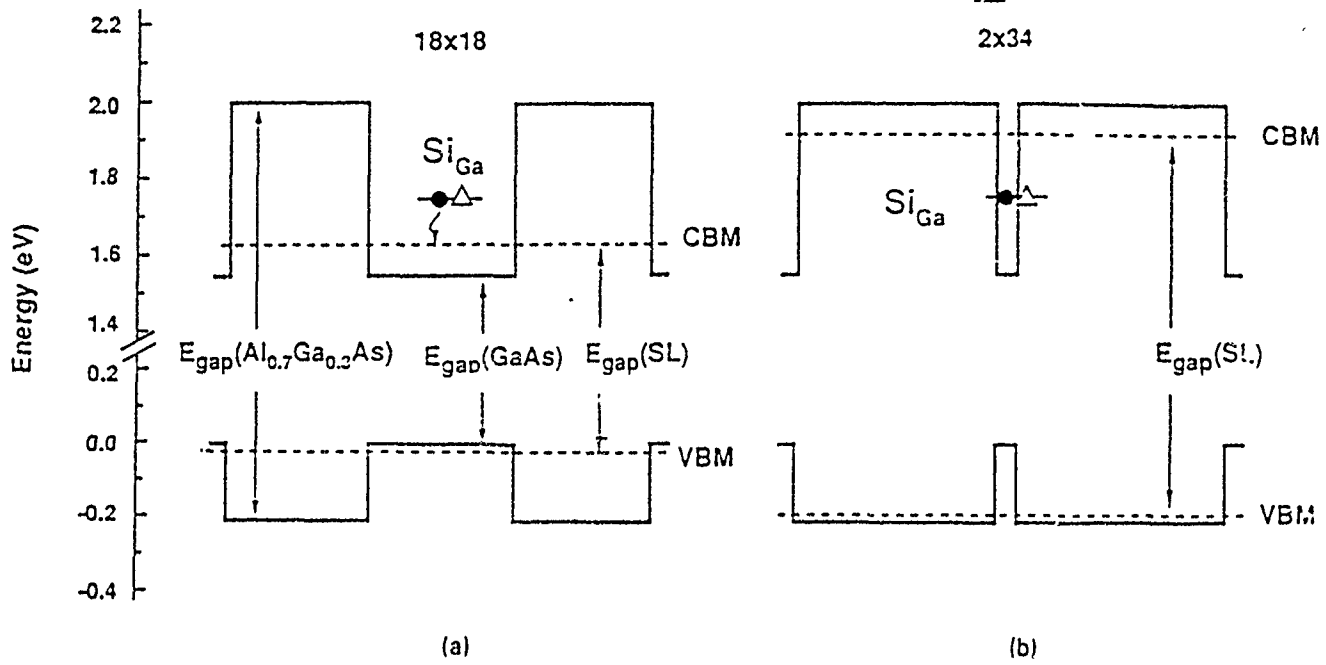 2.2
2.0
1.8
1.6
1.4
0.2
0.0
-0.2
-0.4
Energy (eV)
18x18
Si_Ga
CBM
E_gap(Al_0.7Ga_0.3As)
E_gap(GaAs)
E_gap(SL)
VBM
(a)
2x34
Si_Ga
CBM
E_gap(SL)
VBM
(b)